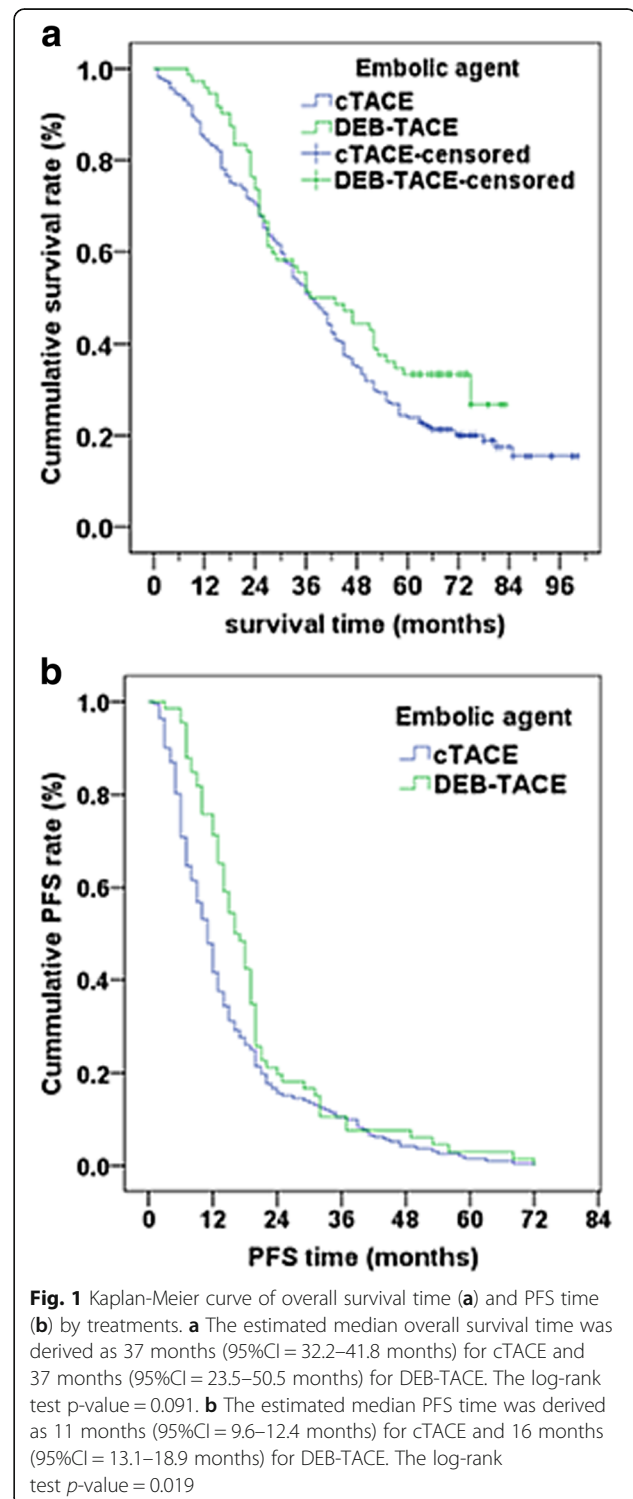 a
Embolic agent
cTACE
DEB-TACE
cTACE-censored
DEB-TACE-censored
Cummulative survival rate (%)
1.0
0.8
0.6
0.4
0.2
0.0
0 12 24 36 48 60 72 84 96
survival time (months)
b
Embolic agent
cTACE
DEB-TACE
Cummulative PFS rate (%)
1.0
0.8
0.6
0.4
0.2
0.0
0 12 24 36 48 60 72 84
PFS time (months)
Fig. 1 Kaplan-Meier curve of overall survival time (a) and PFS time
(b) by treatments. a The estimated median overall survival time was
derived as 37 months (95%CI = 32.2–41.8 months) for cTACE and
37 months (95%CI = 23.5–50.5 months) for DEB-TACE. The log-rank
test p-value = 0.091. b The estimated median PFS time was derived
as 11 months (95%CI = 9.6–12.4 months) for cTACE and 16 months
(95%CI = 13.1–18.9 months) for DEB-TACE. The log-rank
test p-value = 0.019